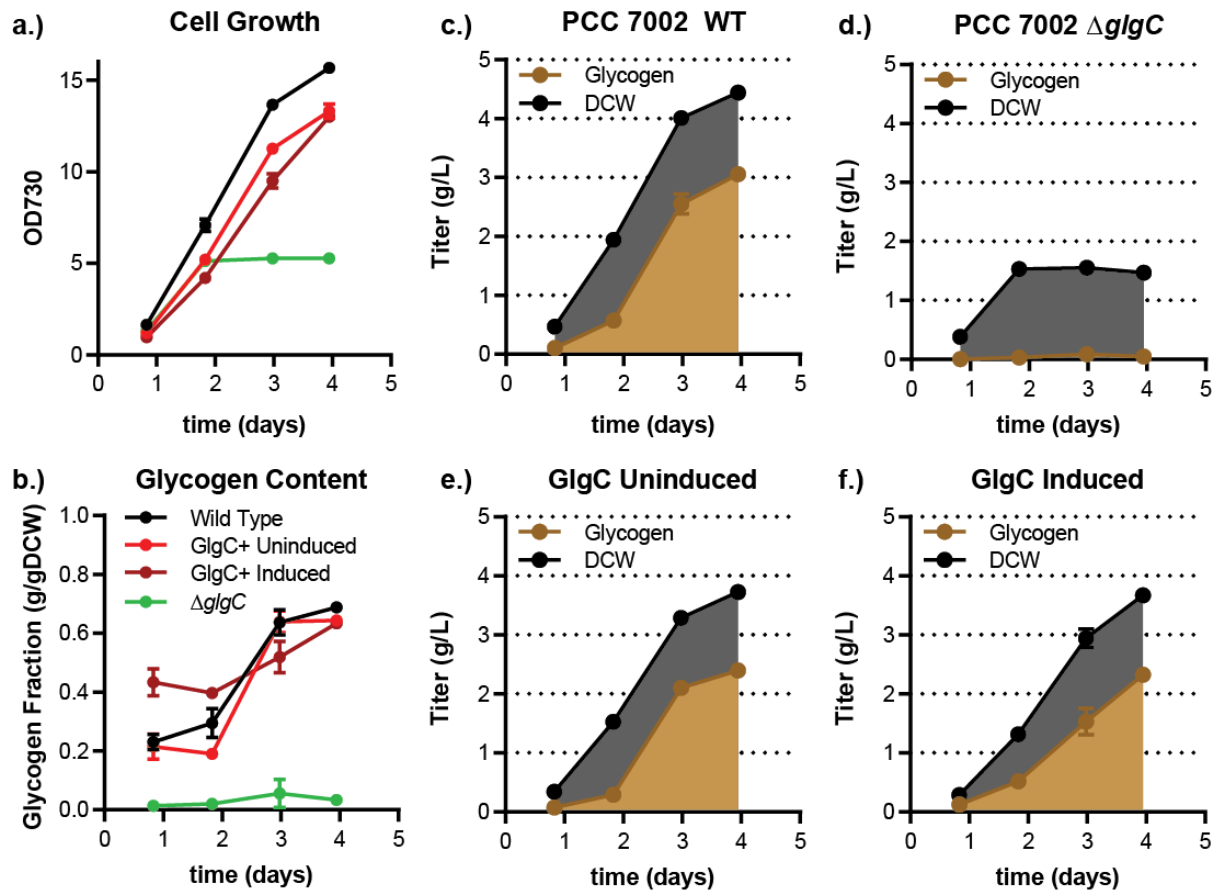 a.)
Cell Growth
OD730
15
10
5
0
0 1 2 3 4 5
time (days)
c.)
PCC 7002 WT
Glycogen
DCW
Titer (g/L)
5
4
3
2
1
0
0 1 2 3 4 5
time (days)
d.)
PCC 7002 ΔglgC
Glycogen
DCW
Titer (g/L)
5
4
3
2
1
0
0 1 2 3 4 5
time (days)
b.)
Glycogen Content
Wild Type
GlgC+ Uninduced
GlgC+ Induced
ΔglgC
Glycogen Fraction (g/gDCW)
1.0
0.8
0.6
0.4
0.2
0.0
0 1 2 3 4 5
time (days)
e.)
GlgC Uninduced
Glycogen
DCW
Titer (g/L)
5
4
3
2
1
0
0 1 2 3 4 5
time (days)
f.)
GlgC Induced
Glycogen
DCW
Titer (g/L)
5
4
3
2
1
0
0 1 2 3 4 5
time (days)